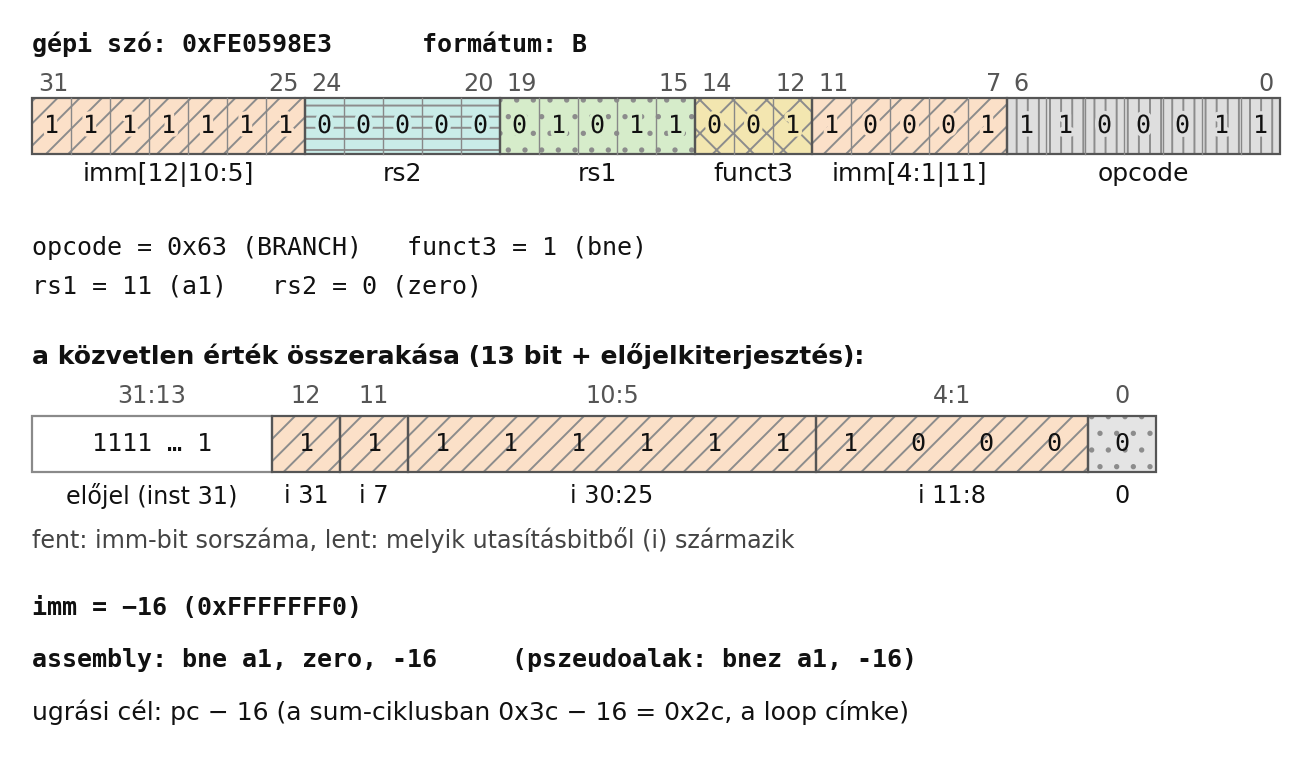 gépi szó: 0xFE0598E3 formátum: B
31 25 24 20 19 15 14 12 11 7 6 0
1 1 1 1 1 1 1 0 0 0 0 0 0 1 0 1 1 0 0 1 1 0 0 0 1 1 1 0 0 0 1 1
imm[12|10:5] rs2 rs1 funct3 imm[4:1|11] opcode
opcode = 0x63 (BRANCH) funct3 = 1 (bne)
rs1 = 11 (a1) rs2 = 0 (zero)
a közvetlen érték összerakása (13 bit + előjelkiterjesztés):
31:13 12 11 10:5 4:1 0
1111 … 1 1 1 1 1 1 1 1 1 1 0 0 0 0
előjel (inst 31) i 31 i 7 i 30:25 i 11:8 0
fent: imm-bit sorszáma, lent: melyik utasításbitből (i) származik
imm = −16 (0xFFFFFFF0)
assembly: bne a1, zero, -16 (pszeudoalak: bnez a1, -16)
ugrási cél: pc − 16 (a sum-ciklusban 0x3c − 16 = 0x2c, a loop címke)